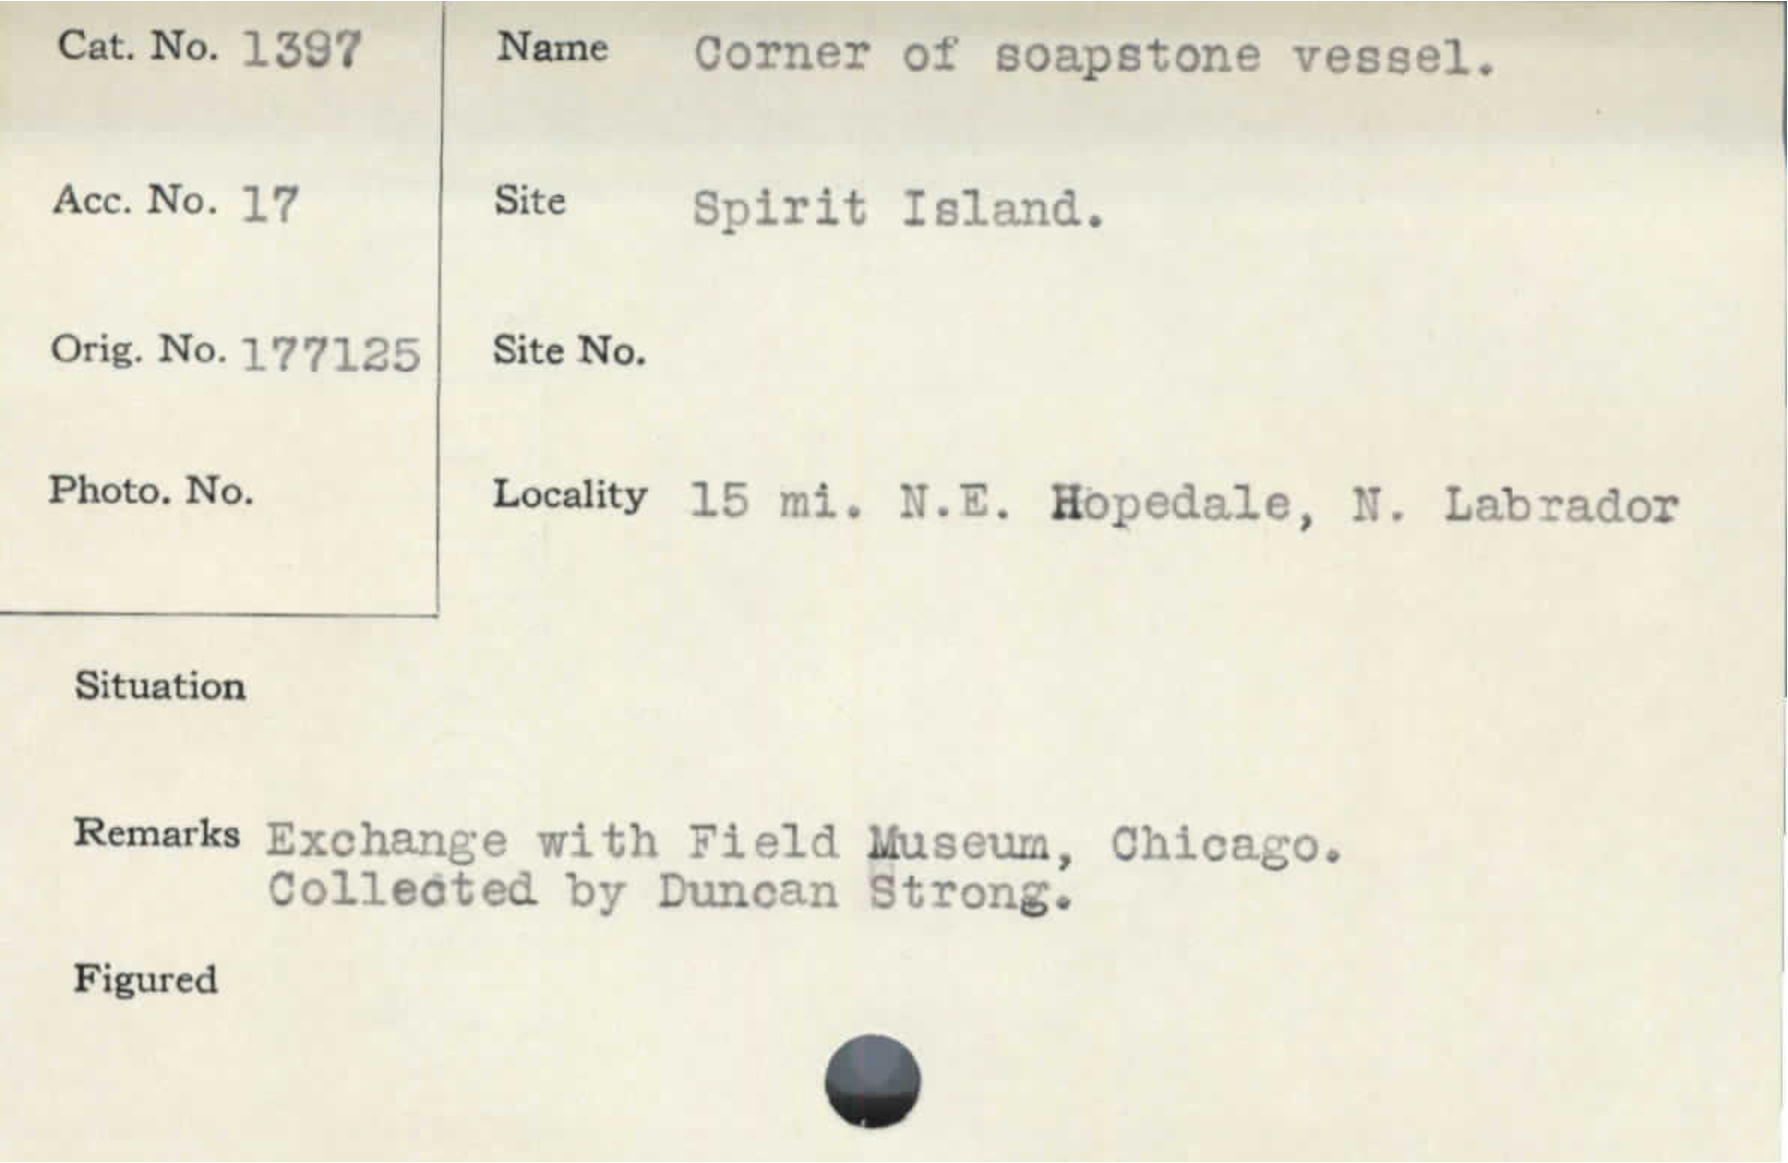 Cat. No. 1397
Name Corner of soapstone vessel.
Acc. No. 17
Site Spirit Island.
Orig. No. 177125
Site No.
Photo. No.
Locality 15 mi. N.E. Hopedale, N. Labrador
Situation
Remarks Exchange with Field Museum, Chicago.
Collected by Duncan Strong.
Figured